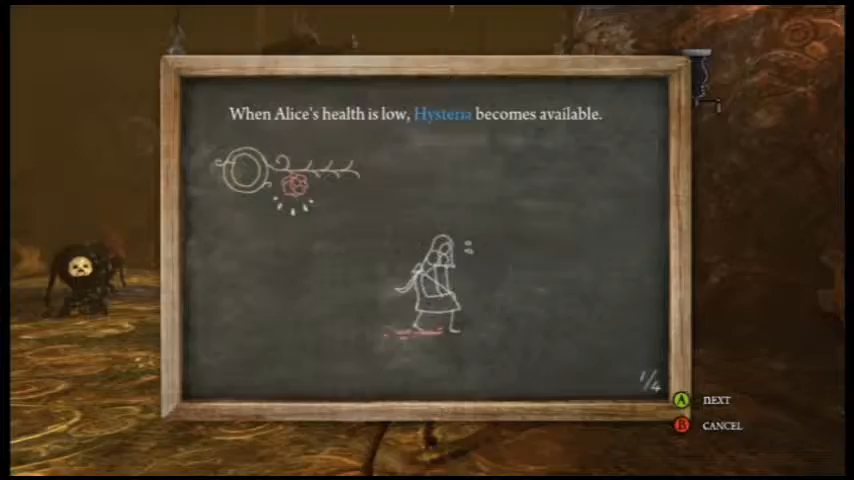 When Alice's health is low, Hysteria becomes available.
1/4
A NEXT
B CANCEL